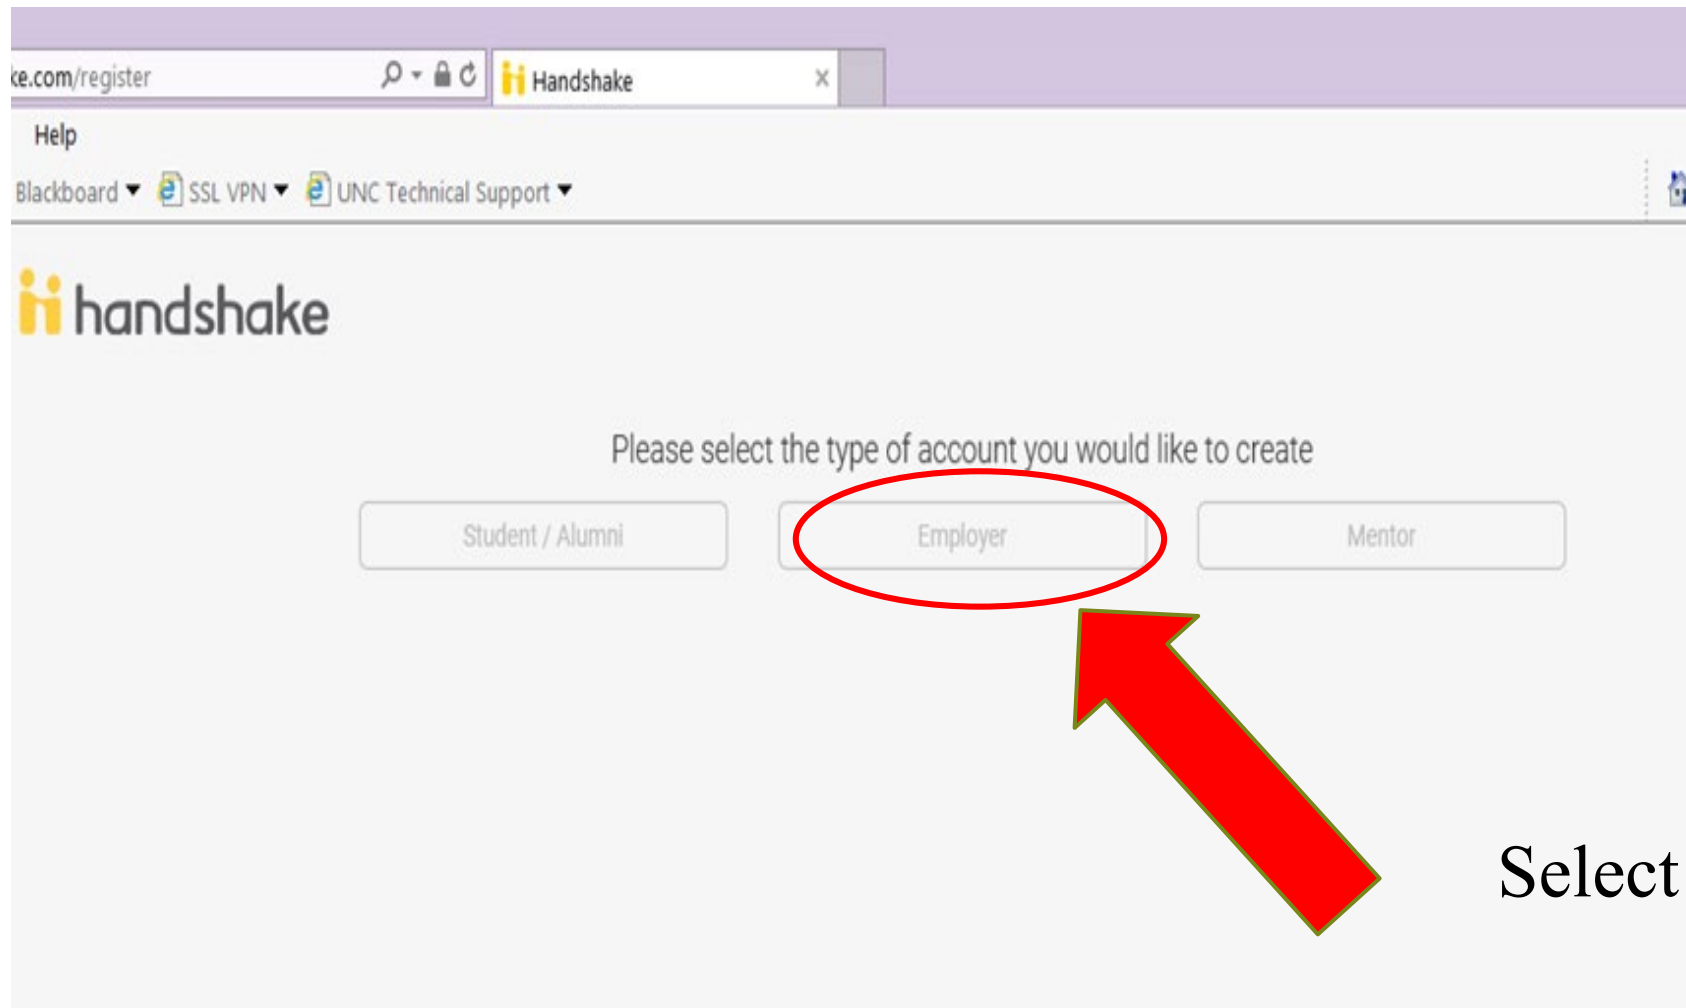 ke.com/register
Handshake
Help
Blackboard SSL VPN UNC Technical Support
handshake
Please select the type of account you would like to create
Student / Alumni Employer Mentor
Select